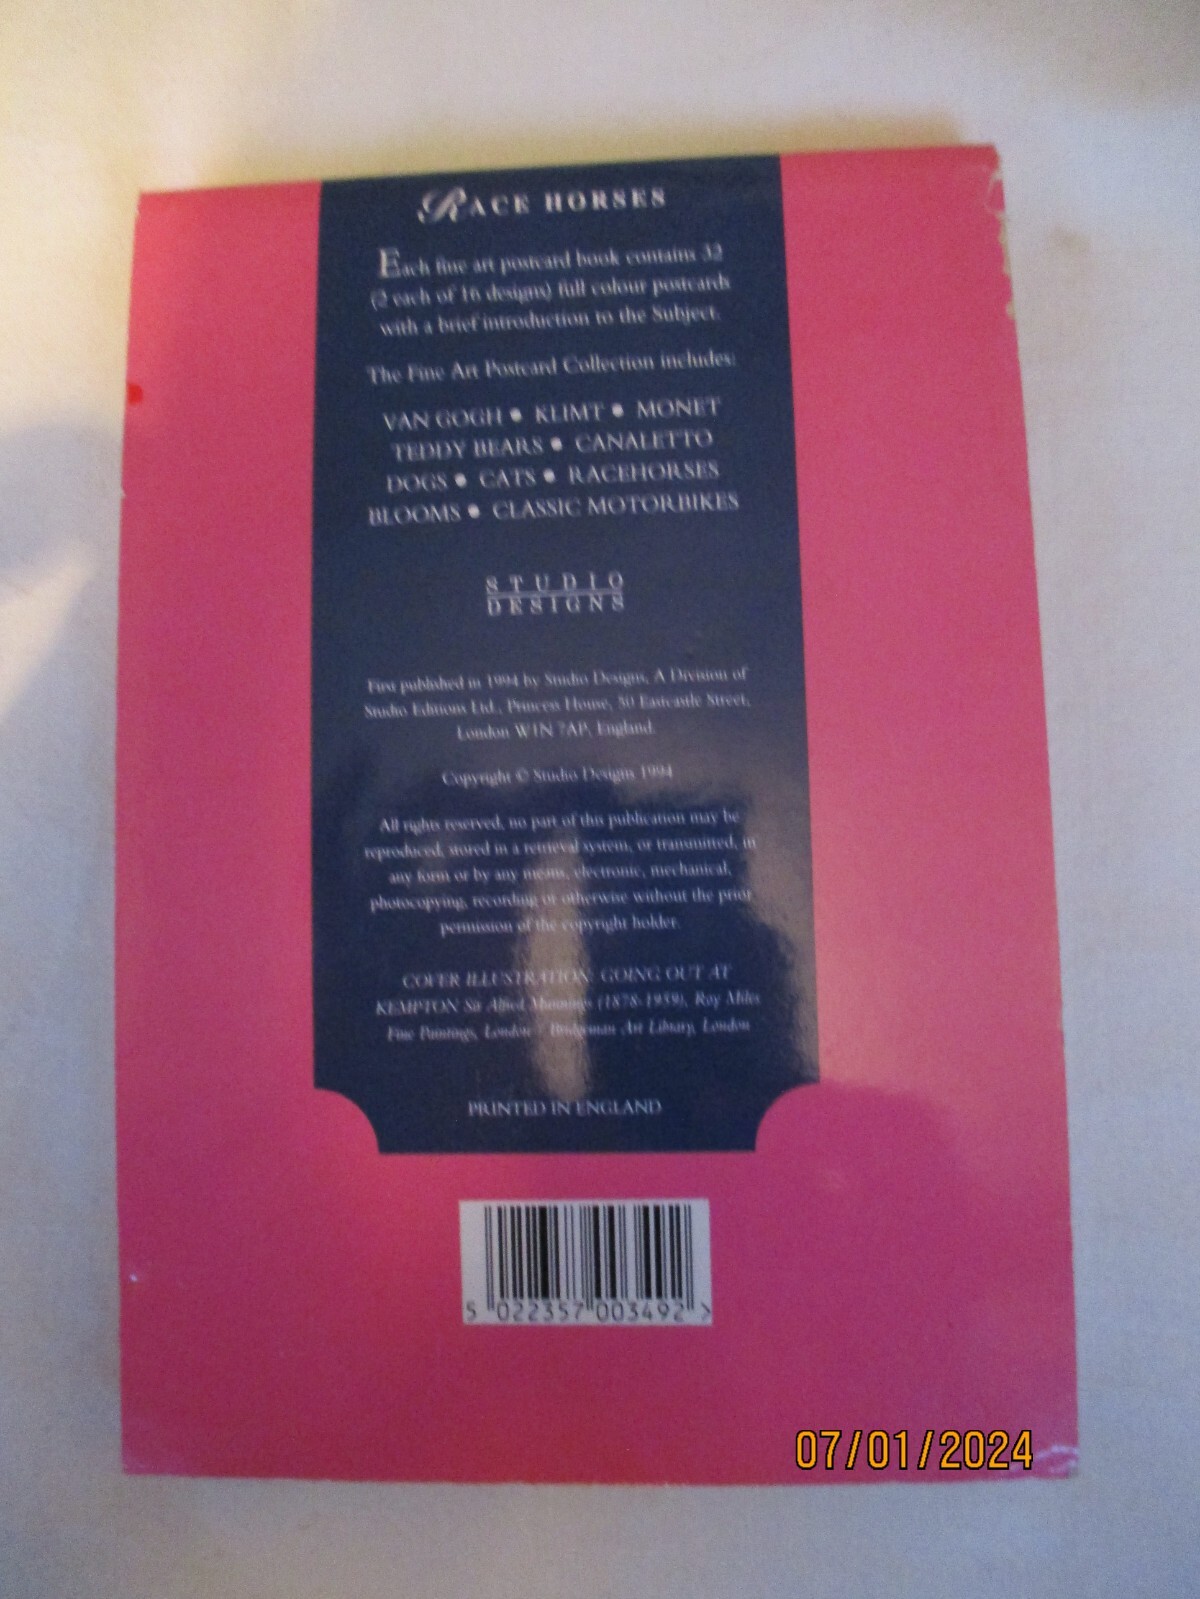 RACE HORSES
Each fine art postcard book contains 32
(2 each of 16 designs) full colour postcards
with a brief introduction to the Subject.
The Fine Art Postcard Collection includes:
VAN GOGH ● KLIMT ● MONET
TEDDY BEARS ● CANALETTO
DOGS ● CATS ● RACEHORSES
BLOOMS ● CLASSIC MOTORBIKES
STUDIO
DESIGNS
First published in 1994 by Studio Designs, A Division of
Studio Editions Ltd., Princess House, 50 Eastcastle Street,
London W1N 7AP, England.
Copyright © Studio Designs 1994
All rights reserved, no part of this publication may be
reproduced, stored in a retrieval system, or transmitted, in
any form or by any means, electronic, mechanical,
photocopying, recording or otherwise without the prior
permission of the copyright holder.
COVER ILLUSTRATION: GOING OUT AT
KEMPTON Sir Alfred Munnings (1878-1959), Roy Miles
Fine Paintings, London / Bridgeman Art Library, London
PRINTED IN ENGLAND
5 022357 003492 >
07/01/2024